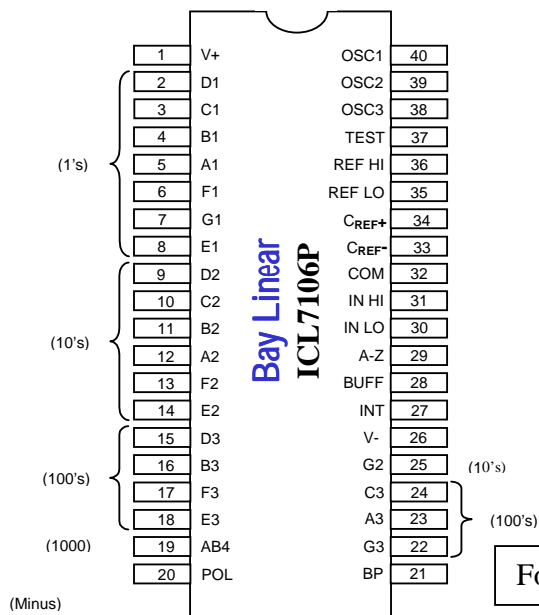 1 V+ OSC1 40
2 D1 OSC2 39
3 C1 OSC3 38
4 B1 TEST 37
(1's) 5 A1 REF HI 36
6 F1 REF LO 35
7 G1 CREF+ 34
8 E1 CREF- 33
9 D2 COM 32
10 C2 IN HI 31
11 B2 IN LO 30
(10's) 12 A2 A-Z 29
13 F2 BUFF 28
14 E2 INT 27
15 D3 V- 26
16 B3 G2 25 (10's)
(100's) 17 F3 C3 24
18 E3 A3 23 (100's)
(1000) 19 AB4 G3 22
20 POL BP 21
(Minus)
Bay Linear
ICL7106P